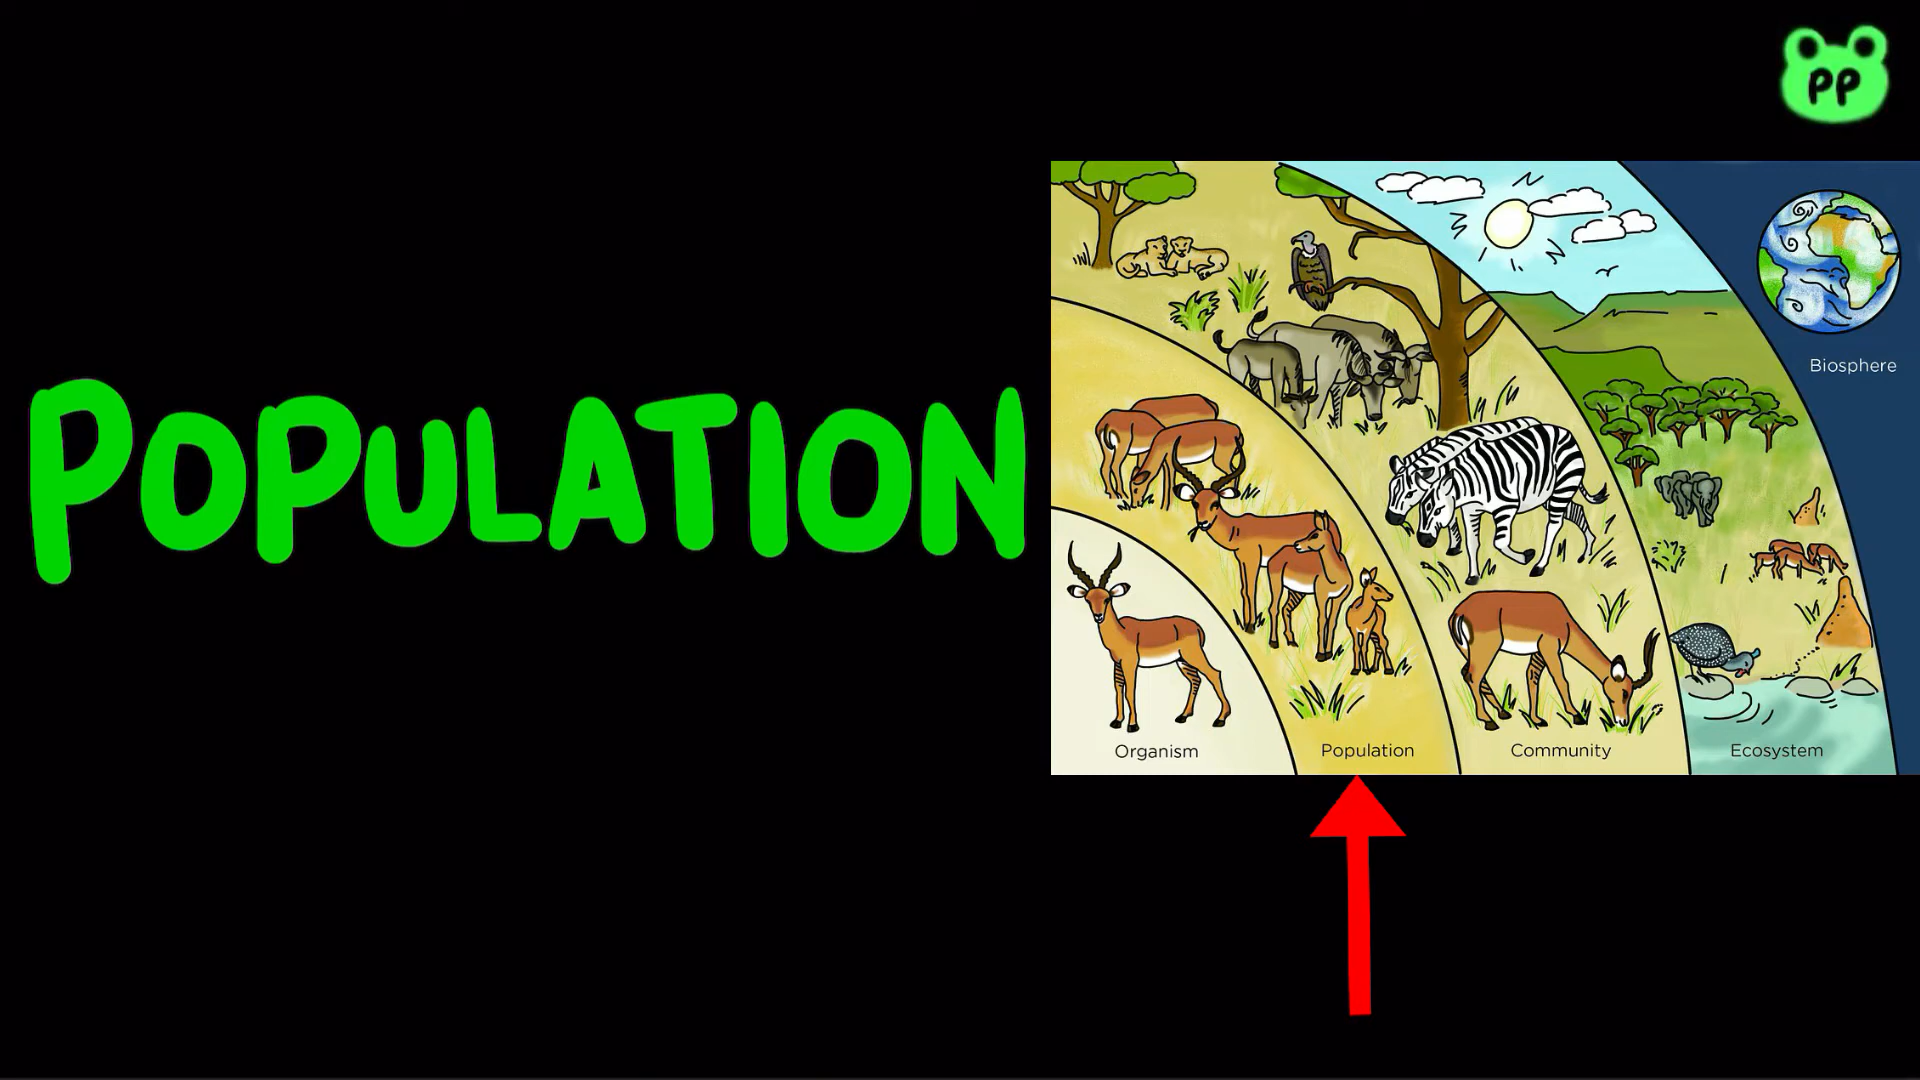 PP
POPULATION
Biosphere
Organism
Population
Community
Ecosystem